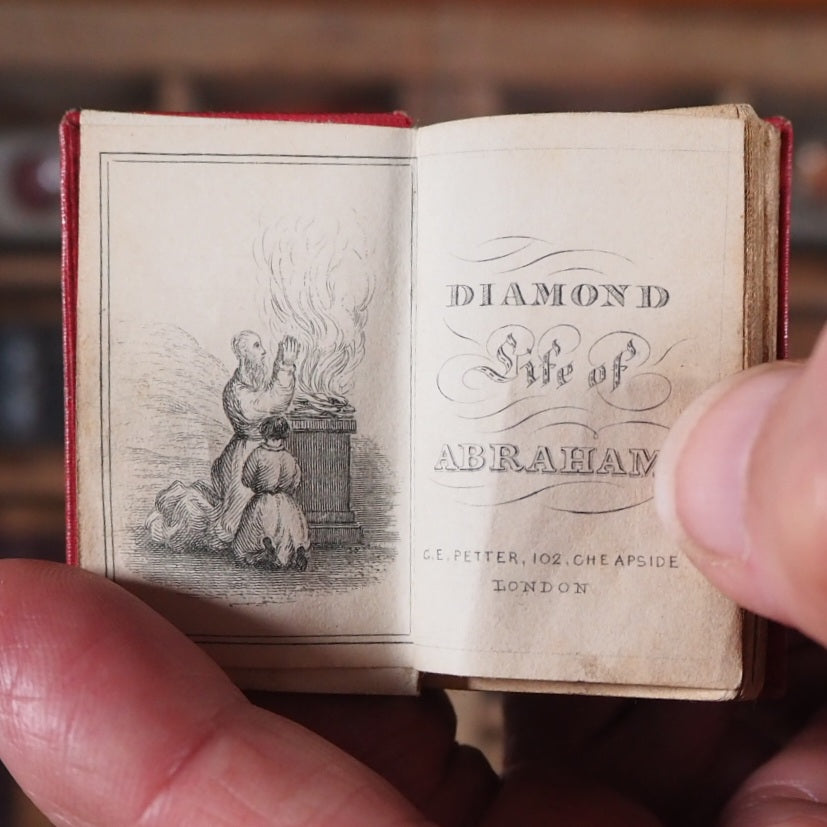 DIAMOND
Life of
ABRAHAM
G.E. PETTER, 102, CHEAPSIDE
LONDON